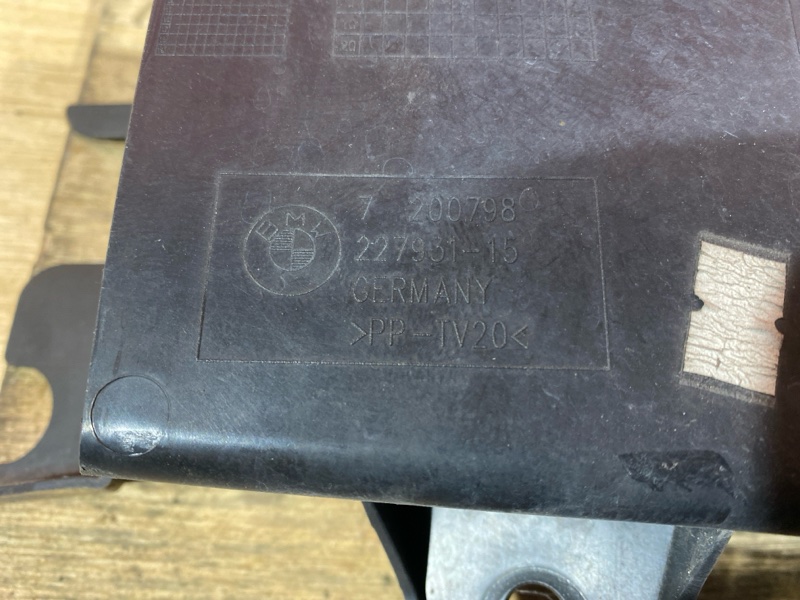 BMW
7 200798
227931-15
GERMANY
>PP-TV20<